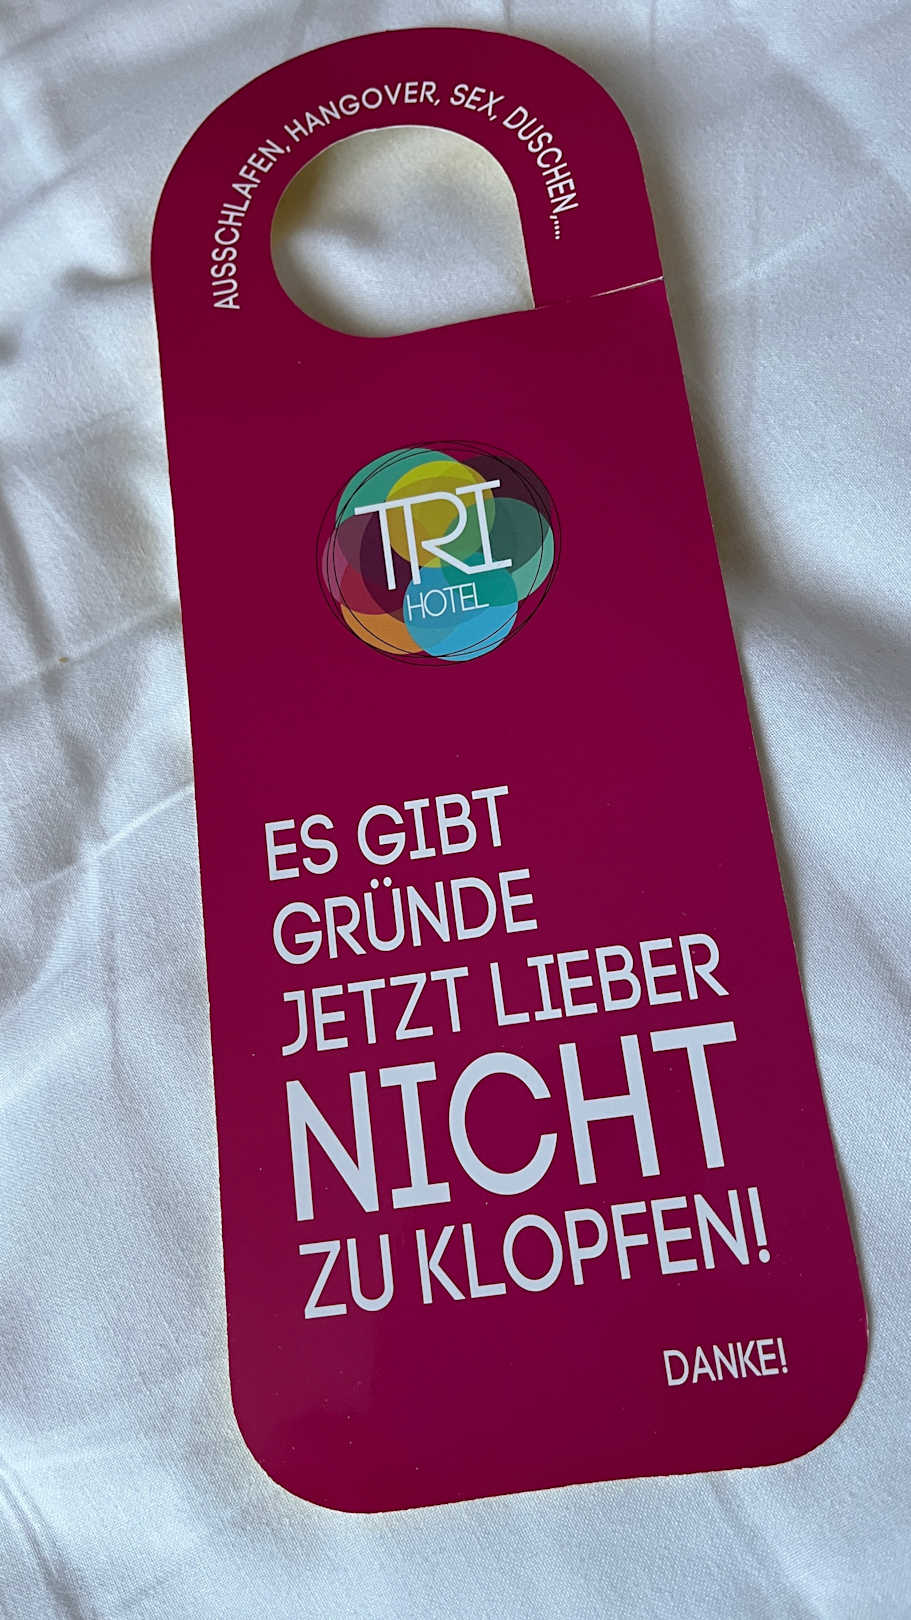 AUSSCHLAFEN, HANGOVER, SEX, DUSCHEN,....
TRI
HOTEL
ES GIBT
GRÜNDE
JETZT LIEBER
NICHT
ZU KLOPFEN!
DANKE!